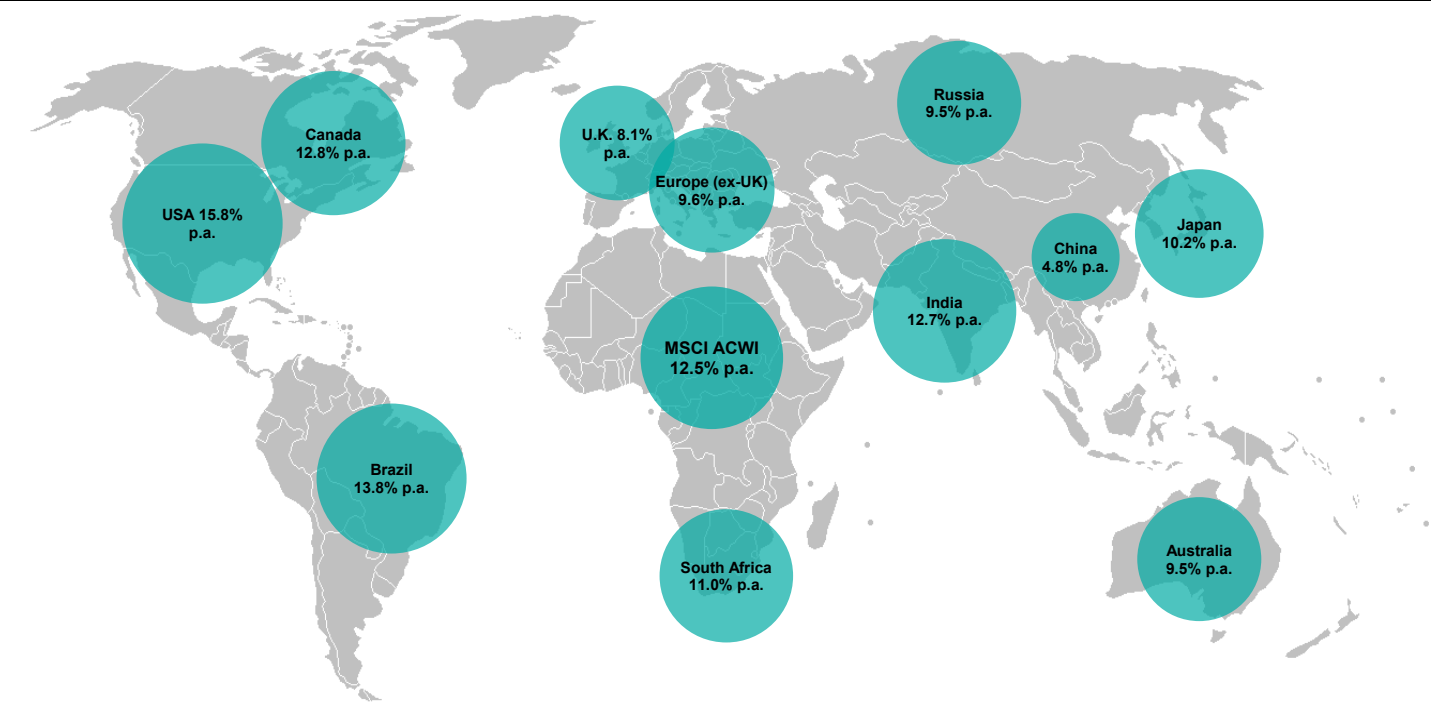 Canada
12.8% p.a.
USA 15.8%
p.a.
U.K. 8.1%
p.a.
Europe (ex-UK)
9.6% p.a.
Russia
9.5% p.a.
Japan
10.2% p.a.
China
4.8% p.a.
India
12.7% p.a.
MSCI ACWI
12.5% p.a.
Brazil
13.8% p.a.
South Africa
11.0% p.a.
Australia
9.5% p.a.